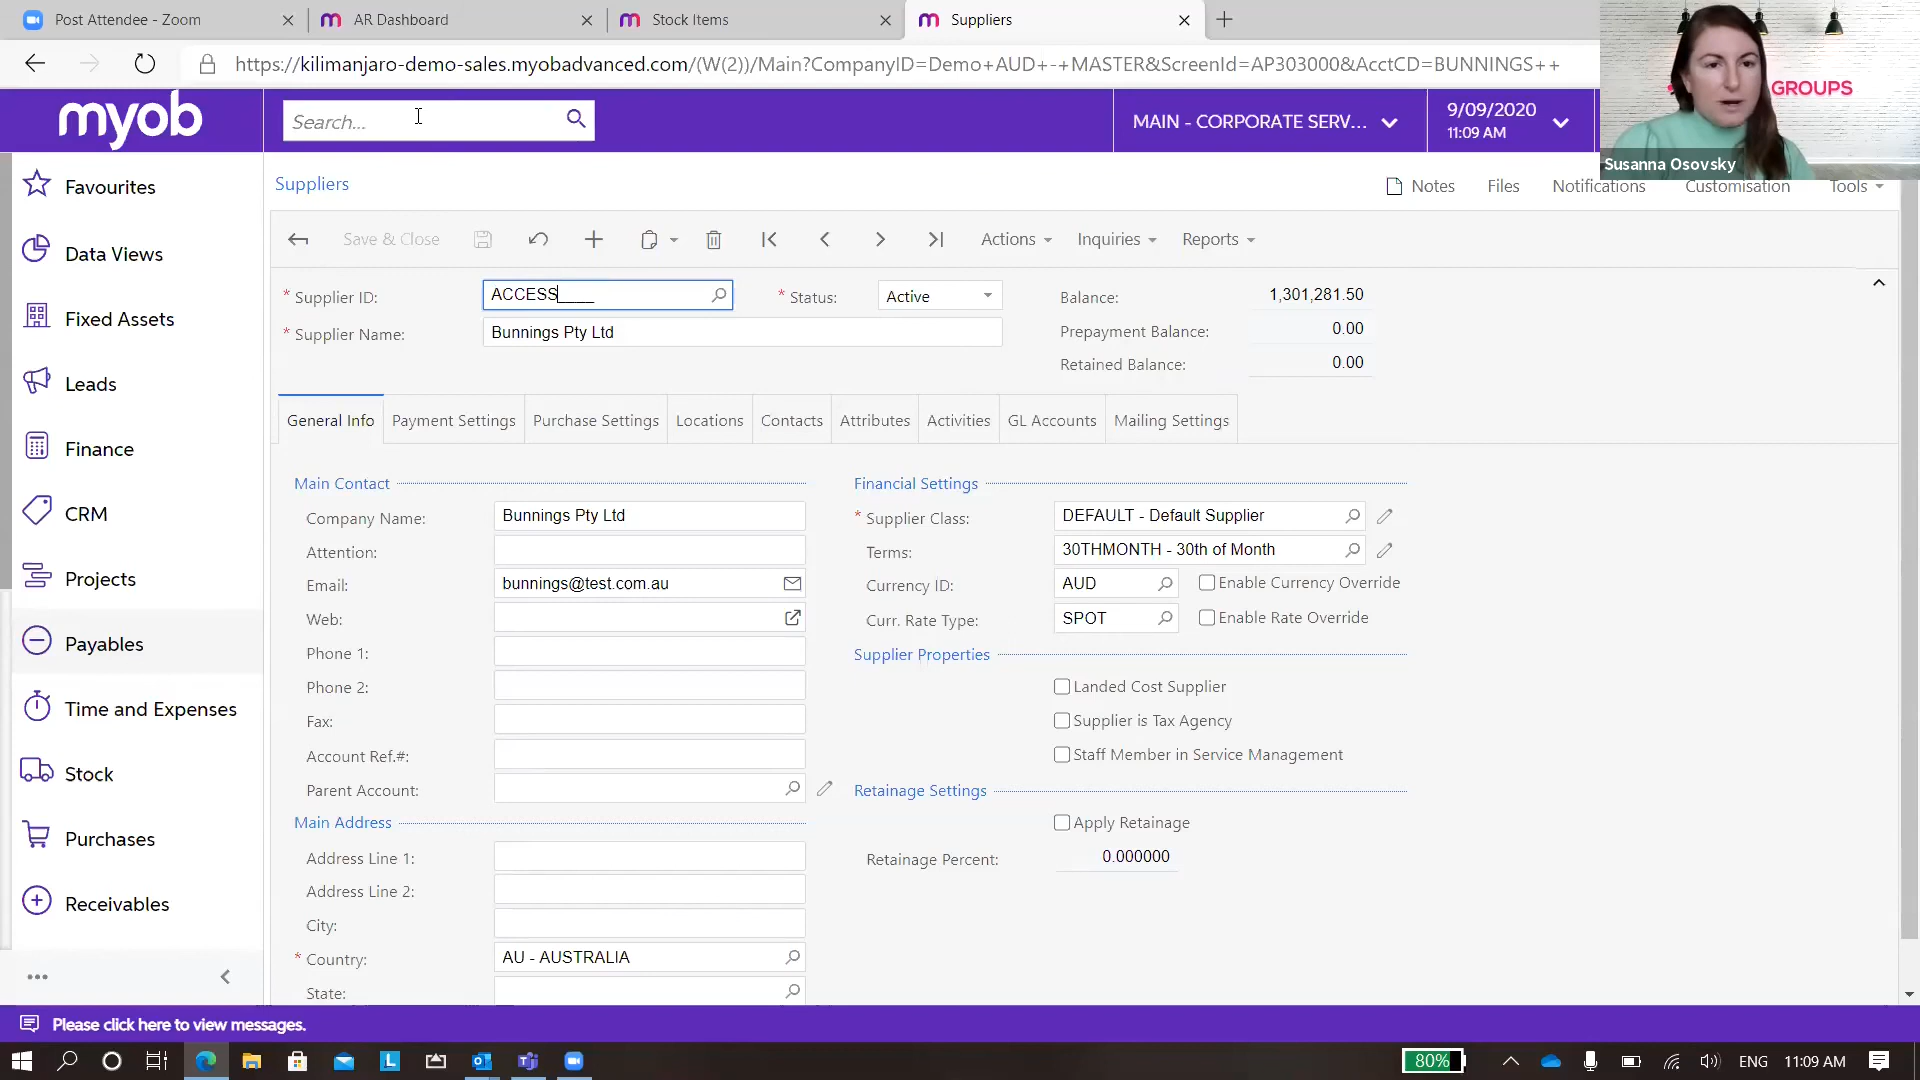 Post Attendee - Zoom
AR Dashboard
Stock Items
Suppliers
https://kilimanjaro-demo-sales.myobadvanced.com/(W(2))/Main?CompanyID=Demo+AUD+-+MASTER&ScreenId=AP303000&AcctCD=BUNNINGS++
GROUPS
Susanna Osovsky
myob
Search...
MAIN - CORPORATE SERV...
9/09/2020
11:09 AM
Favourites
Data Views
Fixed Assets
Leads
Finance
CRM
Projects
Payables
Time and Expenses
Stock
Purchases
Receivables
Suppliers
Notes
Files
Notifications
Customisation
Tools
Save & Close
Actions
Inquiries
Reports
* Supplier ID: ACCESS____
* Status: Active
Balance: 1,301,281.50
* Supplier Name: Bunnings Pty Ltd
Prepayment Balance: 0.00
Retained Balance: 0.00
General Info
Payment Settings
Purchase Settings
Locations
Contacts
Attributes
Activities
GL Accounts
Mailing Settings
Main Contact
Company Name: Bunnings Pty Ltd
Attention:
Email: bunnings@test.com.au
Web:
Phone 1:
Phone 2:
Fax:
Account Ref.#:
Parent Account:
Main Address
Address Line 1:
Address Line 2:
City:
* Country: AU - AUSTRALIA
State:
Financial Settings
* Supplier Class: DEFAULT - Default Supplier
Terms: 30THMONTH - 30th of Month
Currency ID: AUD
Enable Currency Override
Curr. Rate Type: SPOT
Enable Rate Override
Supplier Properties
Landed Cost Supplier
Supplier is Tax Agency
Staff Member in Service Management
Retainage Settings
Apply Retainage
Retainage Percent: 0.000000
Please click here to view messages.
80%
ENG
11:09 AM